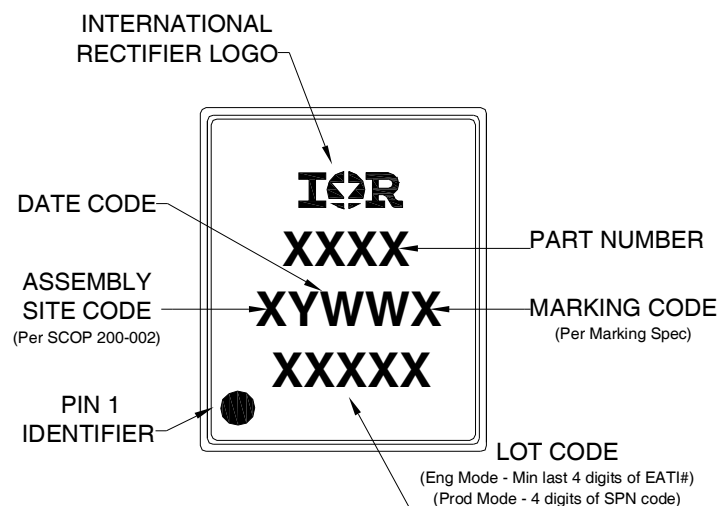 INTERNATIONAL
RECTIFIER LOGO
IOR
DATE CODE
XXXX
PART NUMBER
ASSEMBLY
SITE CODE
(Per SCOP 200-002)
XYWWX
MARKING CODE
(Per Marking Spec)
XXXXX
PIN 1
IDENTIFIER
LOT CODE
(Eng Mode - Min last 4 digits of EATI#)
(Prod Mode - 4 digits of SPN code)